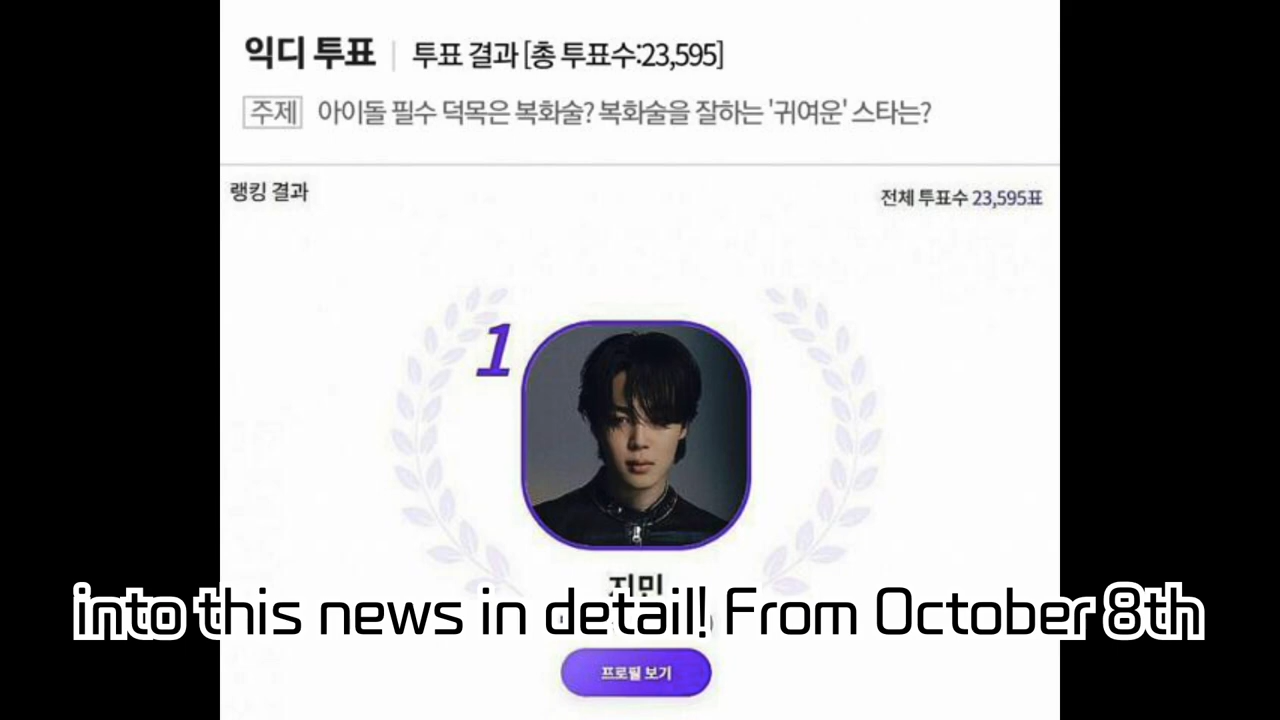 익디 투표 | 투표 결과 [총 투표수:23,595]
주제 아이돌 필수 덕목은 복화술? 복화술을 잘하는 '귀여운' 스타는?
랭킹 결과
전체 투표수 23,595표
1
지민
into this news in detail! From October 8th
프로필 보기